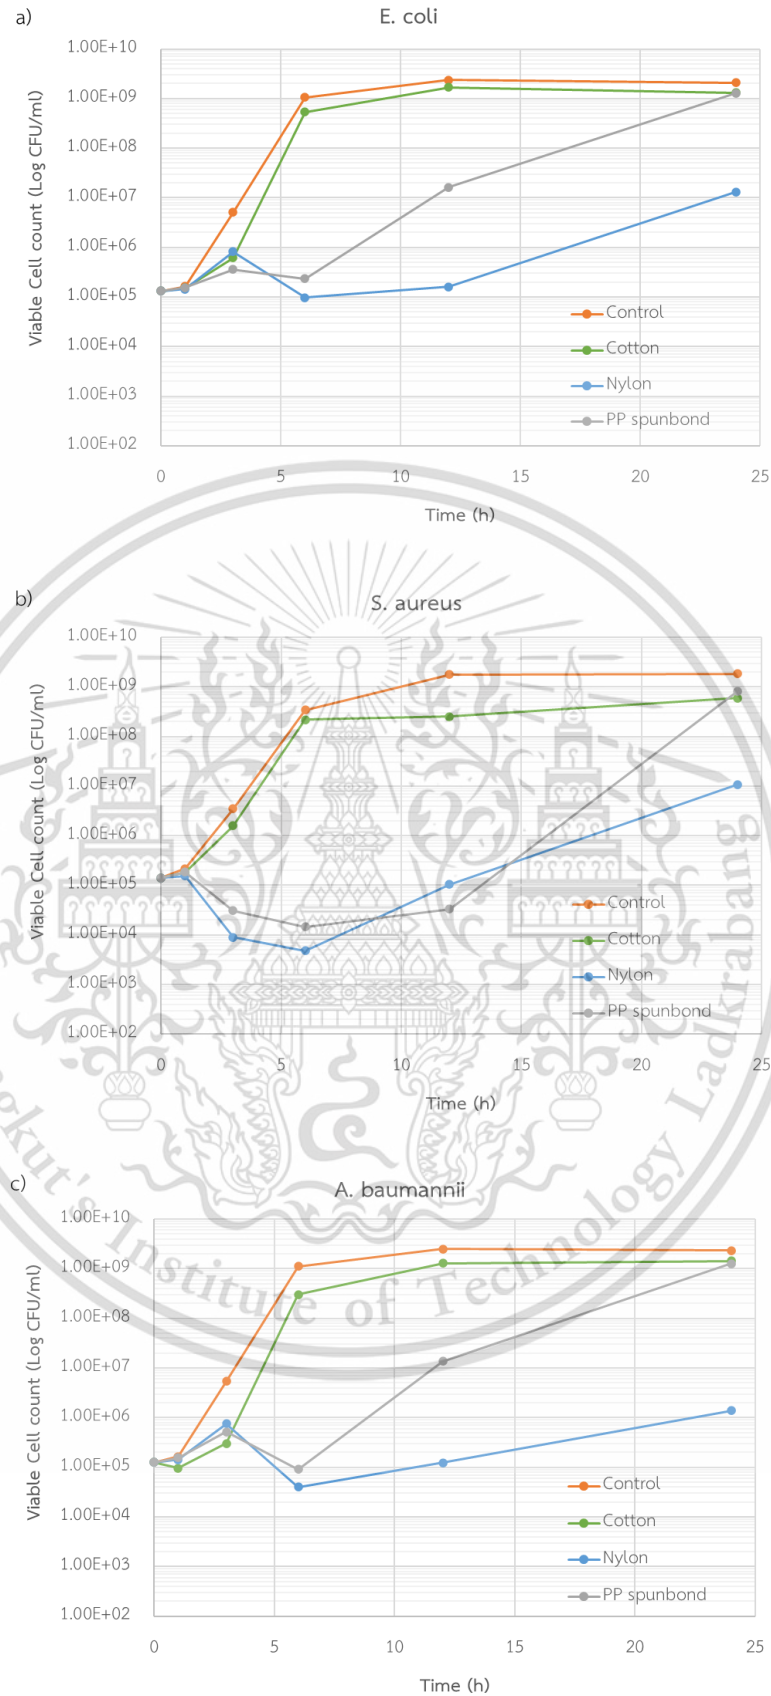 a)
E. coli
Viable Cell count (Log CFU/ml)
1.00E+10
1.00E+09
1.00E+08
1.00E+07
1.00E+06
1.00E+05
1.00E+04
1.00E+03
1.00E+02
Control
Cotton
Nylon
PP spunbond
0 5 10 15 20 25
Time (h)
b)
S. aureus
Viable Cell count (Log CFU/ml)
1.00E+10
1.00E+09
1.00E+08
1.00E+07
1.00E+06
1.00E+05
1.00E+04
1.00E+03
1.00E+02
Control
Cotton
Nylon
PP spunbond
0 5 10 15 20 25
Time (h)
c)
A. baumannii
Viable Cell count (Log CFU/ml)
1.00E+10
1.00E+09
1.00E+08
1.00E+07
1.00E+06
1.00E+05
1.00E+04
1.00E+03
1.00E+02
Control
Cotton
Nylon
PP spunbond
0 5 10 15 20 25
Time (h)
gkut's Institute of Technology Ladkrabang